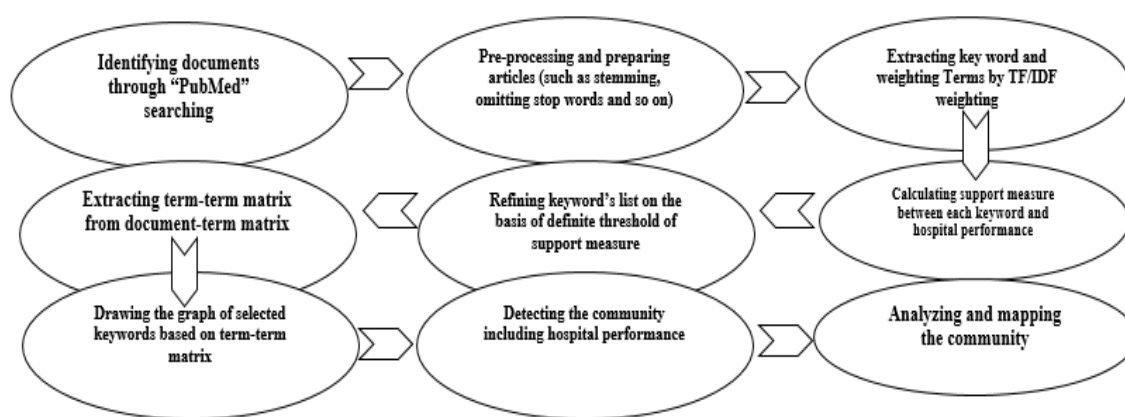 Identifying documents
through “PubMed”
searching
Pre-processing and preparing
articles (such as stemming,
omitting stop words and so on)
Extracting key word and
weighting Terms by TF/IDF
weighting
Calculating support measure
between each keyword and
hospital performance
Refining keyword’s list on the
basis of definite threshold of
support measure
Extracting term-term matrix
from document-term matrix
Drawing the graph of selected
keywords based on term-term
matrix
Detecting the community
including hospital performance
Analyzing and mapping
the community